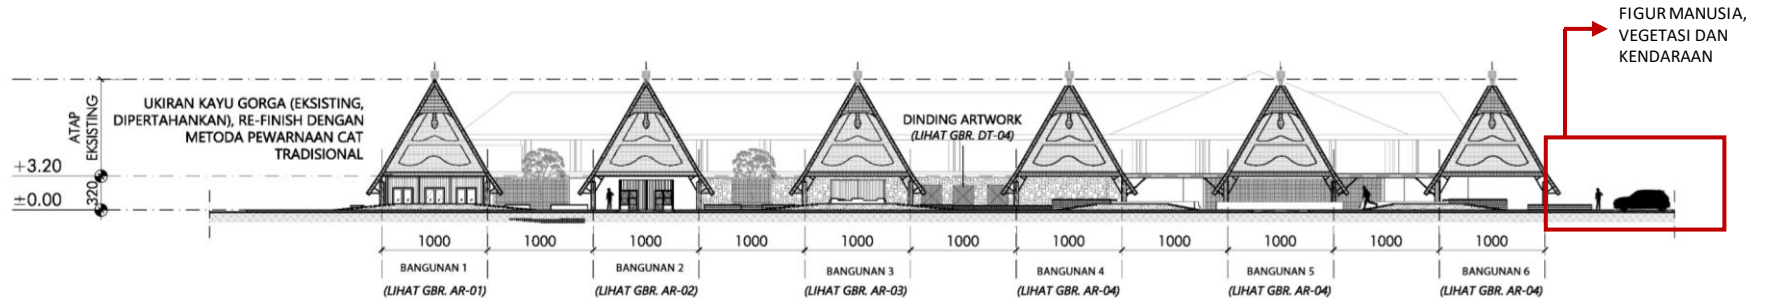 FIGUR MANUSIA,
VEGETASI DAN
KENDARAAN
ATAP
EKSISTING
UKIRAN KAYU GORGA (EKSISTING,
DIPERTAHANKAN), RE-FINISH DENGAN
METODA PEWARNAAN CAT
TRADISIONAL
DINDING ARTWORK
(LIHAT GBR. DT-04)
+3.20
320
±0.00
1000 1000 1000 1000 1000 1000 1000 1000 1000 1000 1000
BANGUNAN 1 BANGUNAN 2 BANGUNAN 3 BANGUNAN 4 BANGUNAN 5 BANGUNAN 6
(LIHAT GBR. AR-01) (LIHAT GBR. AR-02) (LIHAT GBR. AR-03) (LIHAT GBR. AR-04) (LIHAT GBR. AR-04) (LIHAT GBR. AR-04)